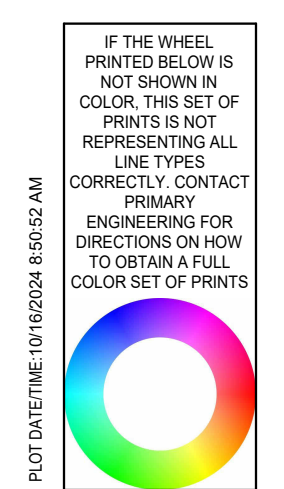 IF THE WHEEL
PRINTED BELOW IS
NOT SHOWN IN
COLOR, THIS SET OF
PRINTS IS NOT
REPRESENTING ALL
LINE TYPES
CORRECTLY. CONTACT
PRIMARY
ENGINEERING FOR
DIRECTIONS ON HOW
TO OBTAIN A FULL
COLOR SET OF PRINTS
PLOT DATE/TIME:10/16/2024 8:50:52 AM